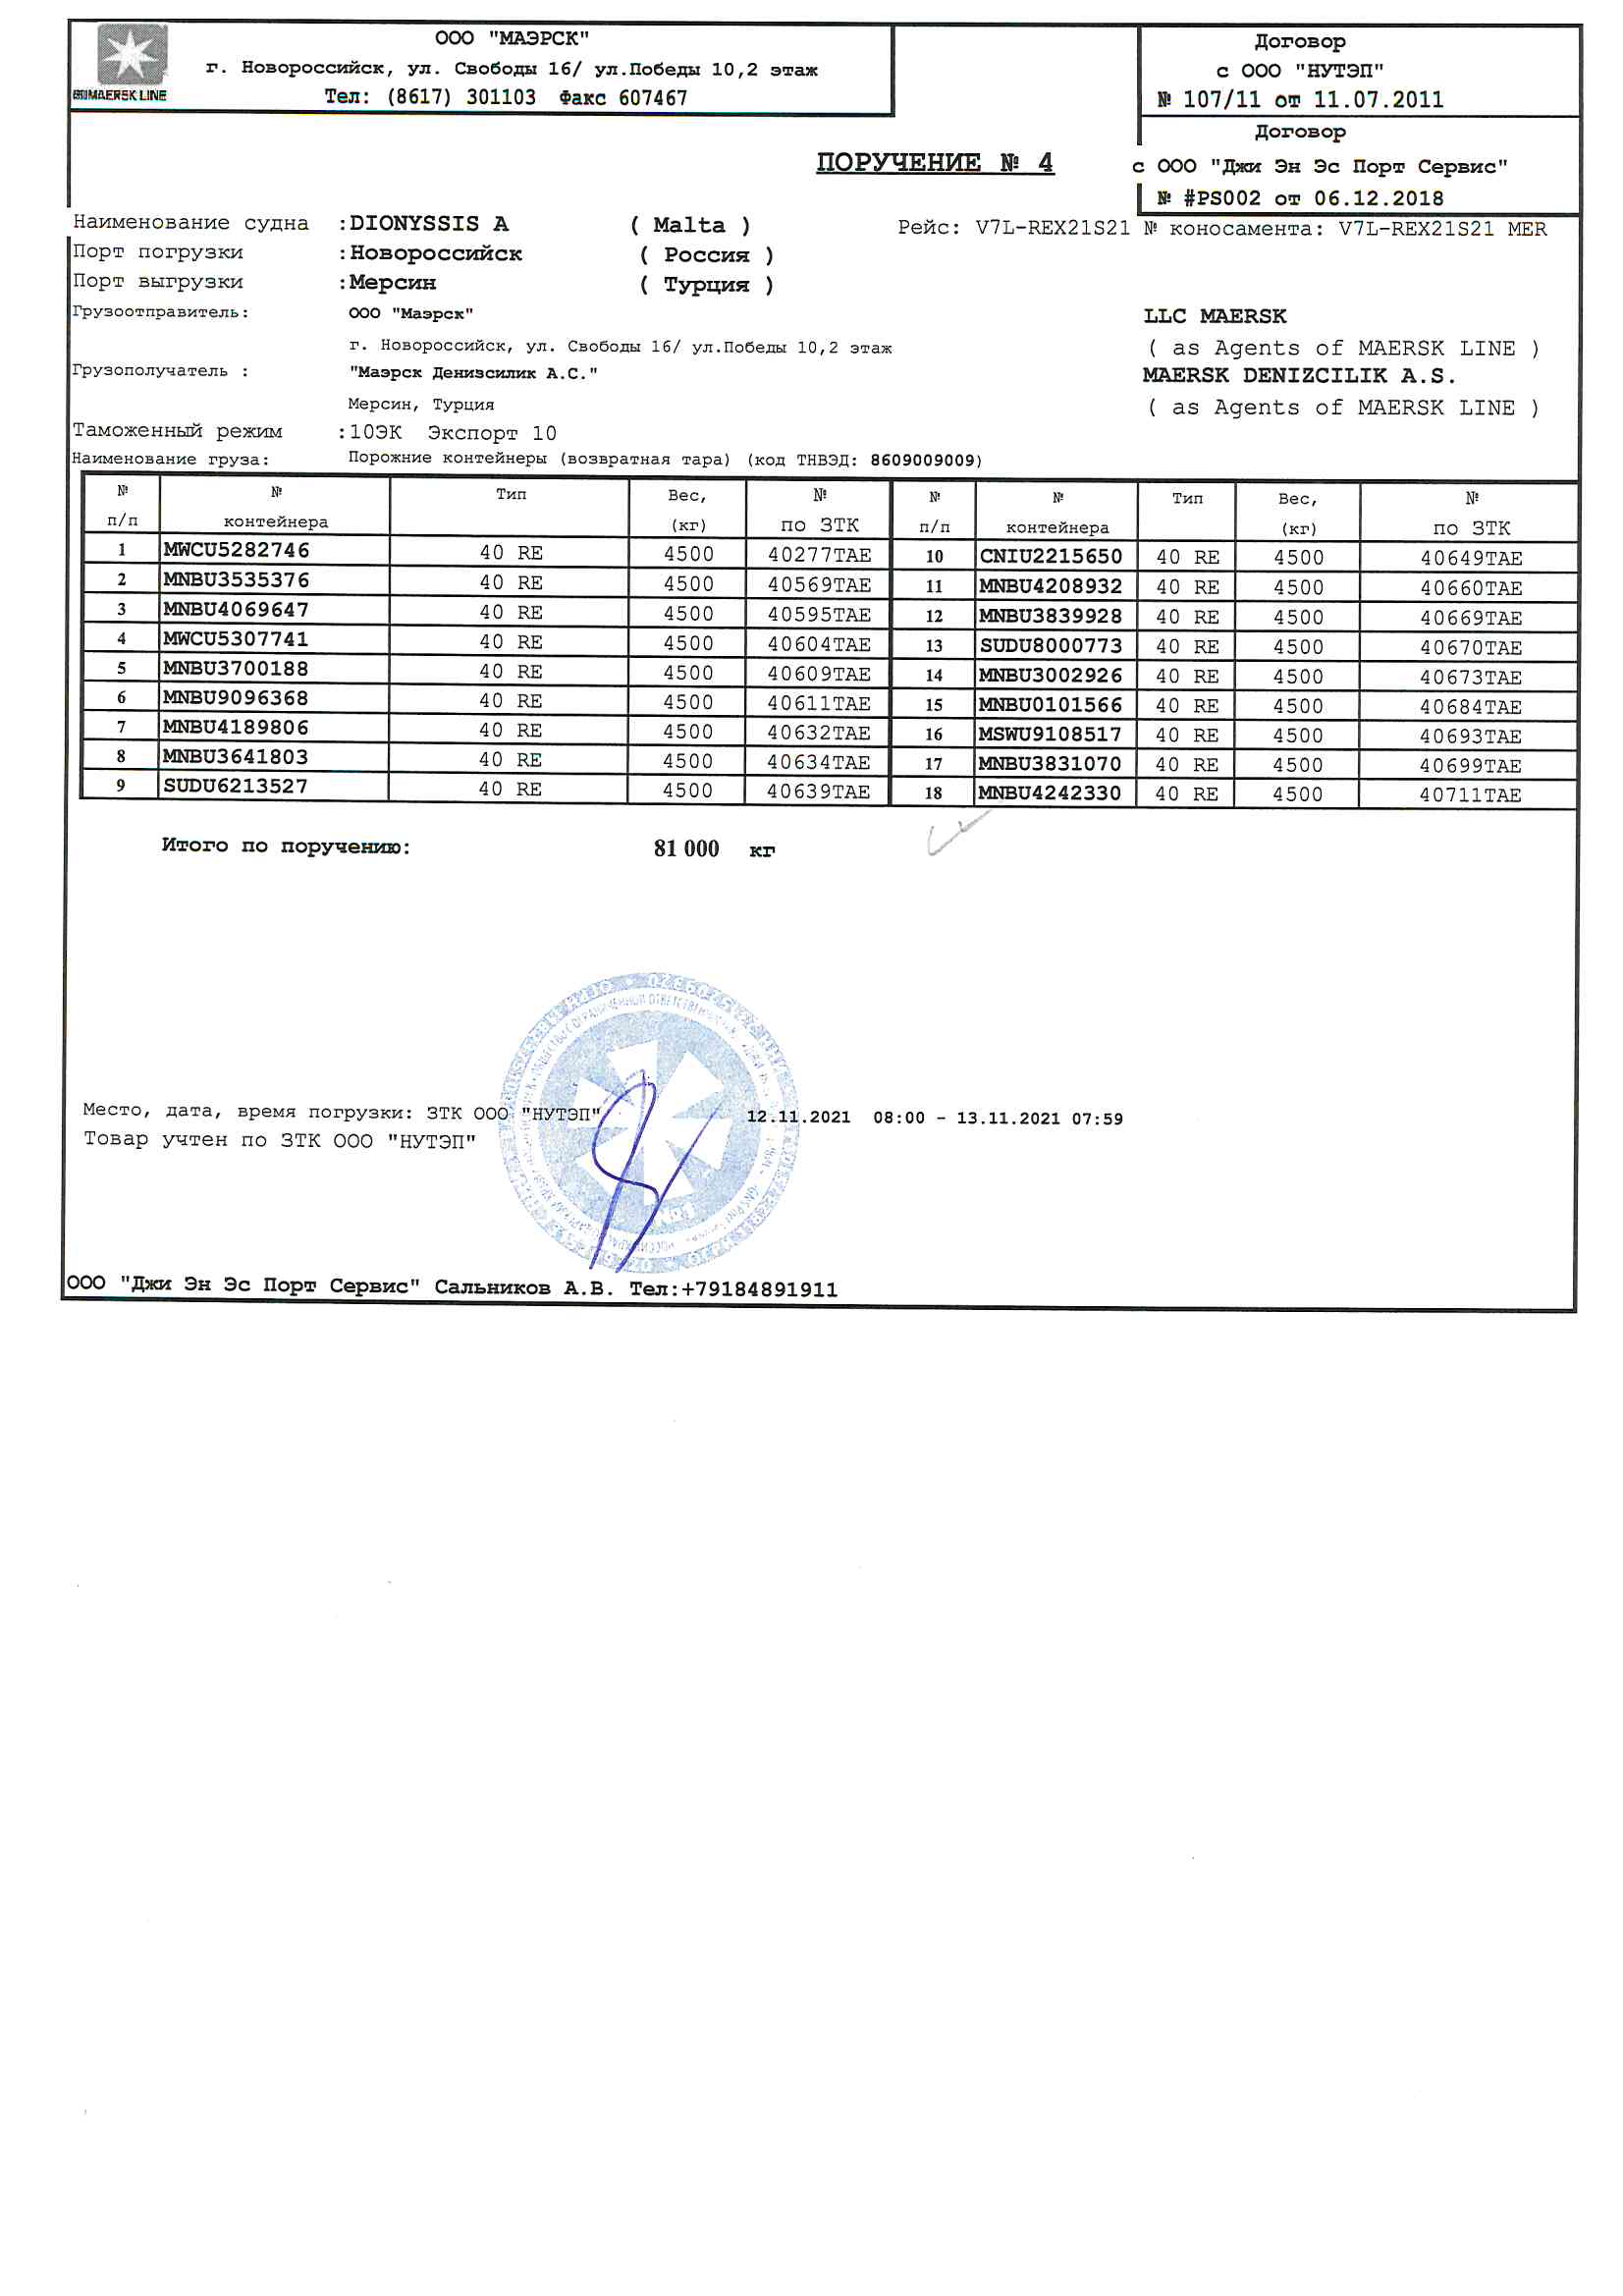 ООО "МАЭРСК"
г. Новороссийск, ул. Свободы 16/ ул.Победы 10,2 этаж
MAERSK LINE
Тел: (8617) 301103 Факс 607467
Договор
с ООО "НУТЭП"
№ 107/11 от 11.07.2011
Договор
с ООО "Джи Эн Эс Порт Сервис"
№ #PS002 от 06.12.2018
ПОРУЧЕНИЕ № 4
Наименование судна :DIONYSSIS A ( Malta ) Рейс: V7L-REX21S21 № коносамента: V7L-REX21S21 MER
Порт погрузки :Новороссийск ( Россия )
Порт выгрузки :Мерсин ( Турция )
Грузоотправитель: ООО "Маэрск" LLC MAERSK
г. Новороссийск, ул. Свободы 16/ ул.Победы 10,2 этаж ( as Agents of MAERSK LINE )
Грузополучатель : "Маэрск Денизсилик А.С." MAERSK DENIZCILIK A.S.
Мерсин, Турция ( as Agents of MAERSK LINE )
Таможенный режим :10ЭК Экспорт 10
Наименование груза: Порожние контейнеры (возвратная тара) (код ТНВЭД: 8609009009)
№ № Тип Вес, № № № Тип Вес, №
п/п контейнера (кг) по ЗТК п/п контейнера (кг) по ЗТК
1 MWCU5282746 40 RE 4500 40277TAE 10 CNIU2215650 40 RE 4500 40649TAE
2 MNBU3535376 40 RE 4500 40569TAE 11 MNBU4208932 40 RE 4500 40660TAE
3 MNBU4069647 40 RE 4500 40595TAE 12 MNBU3839928 40 RE 4500 40669TAE
4 MWCU5307741 40 RE 4500 40604TAE 13 SUDU8000773 40 RE 4500 40670TAE
5 MNBU3700188 40 RE 4500 40609TAE 14 MNBU3002926 40 RE 4500 40673TAE
6 MNBU9096368 40 RE 4500 40611TAE 15 MNBU0101566 40 RE 4500 40684TAE
7 MNBU4189806 40 RE 4500 40632TAE 16 MSWU9108517 40 RE 4500 40693TAE
8 MNBU3641803 40 RE 4500 40634TAE 17 MNBU3831070 40 RE 4500 40699TAE
9 SUDU6213527 40 RE 4500 40639TAE 18 MNBU4242330 40 RE 4500 40711TAE
Итого по поручению: 81 000 кг
Место, дата, время погрузки: ЗТК ООО "НУТЭП" 12.11.2021 08:00 - 13.11.2021 07:59
Товар учтен по ЗТК ООО "НУТЭП"
ООО "Джи Эн Эс Порт Сервис" Сальников А.В. Тел:+79184891911